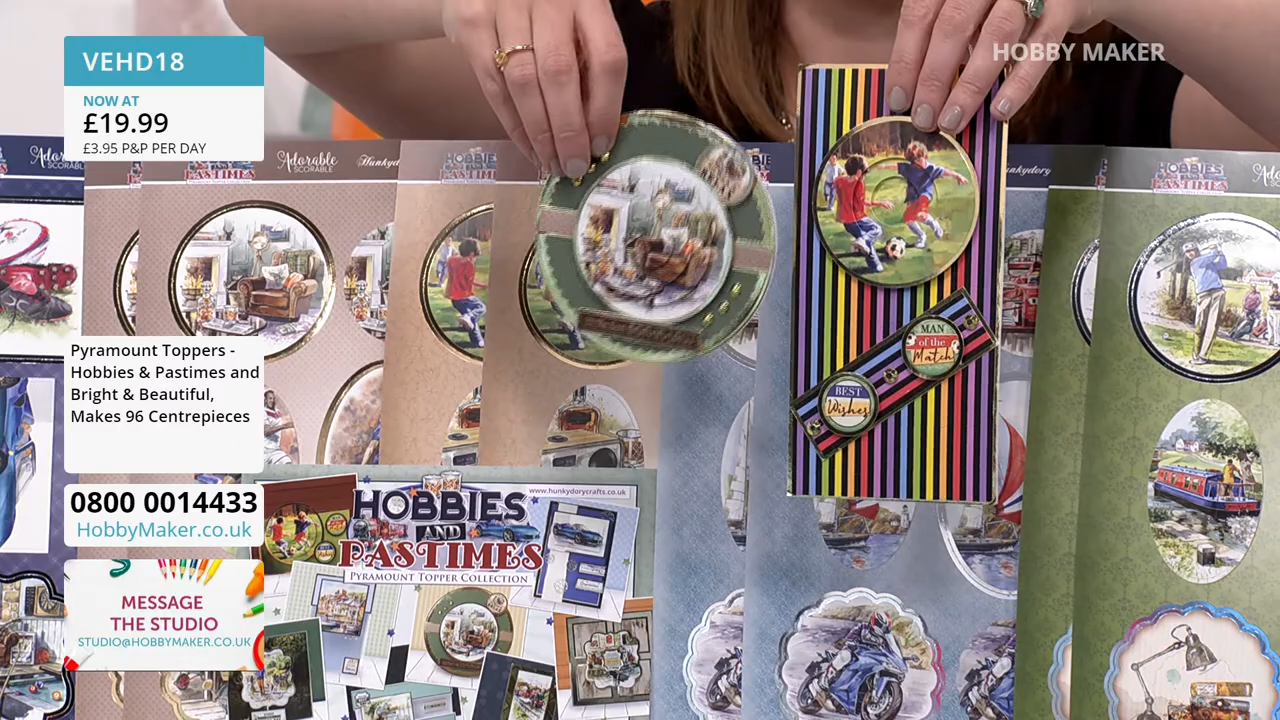 VEHD18
NOW AT
£19.99
£3.95 P&P PER DAY
HOBBY MAKER
Adorable
SCORABLE
HOBBIES
PASTIMES
HOBBIES
PASTIMES
Pyramount Toppers -
Hobbies & Pastimes and
Bright & Beautiful,
Makes 96 Centrepieces
MAN
of the
Match
BEST
Wishes
0800 0014433
HobbyMaker.co.uk
MESSAGE
THE STUDIO
STUDIO@HOBBYMAKER.CO.UK
www.hunkydorycrafts.co.uk
HOBBIES
AND
PASTIMES
PYRAMOUNT TOPPER COLLECTION